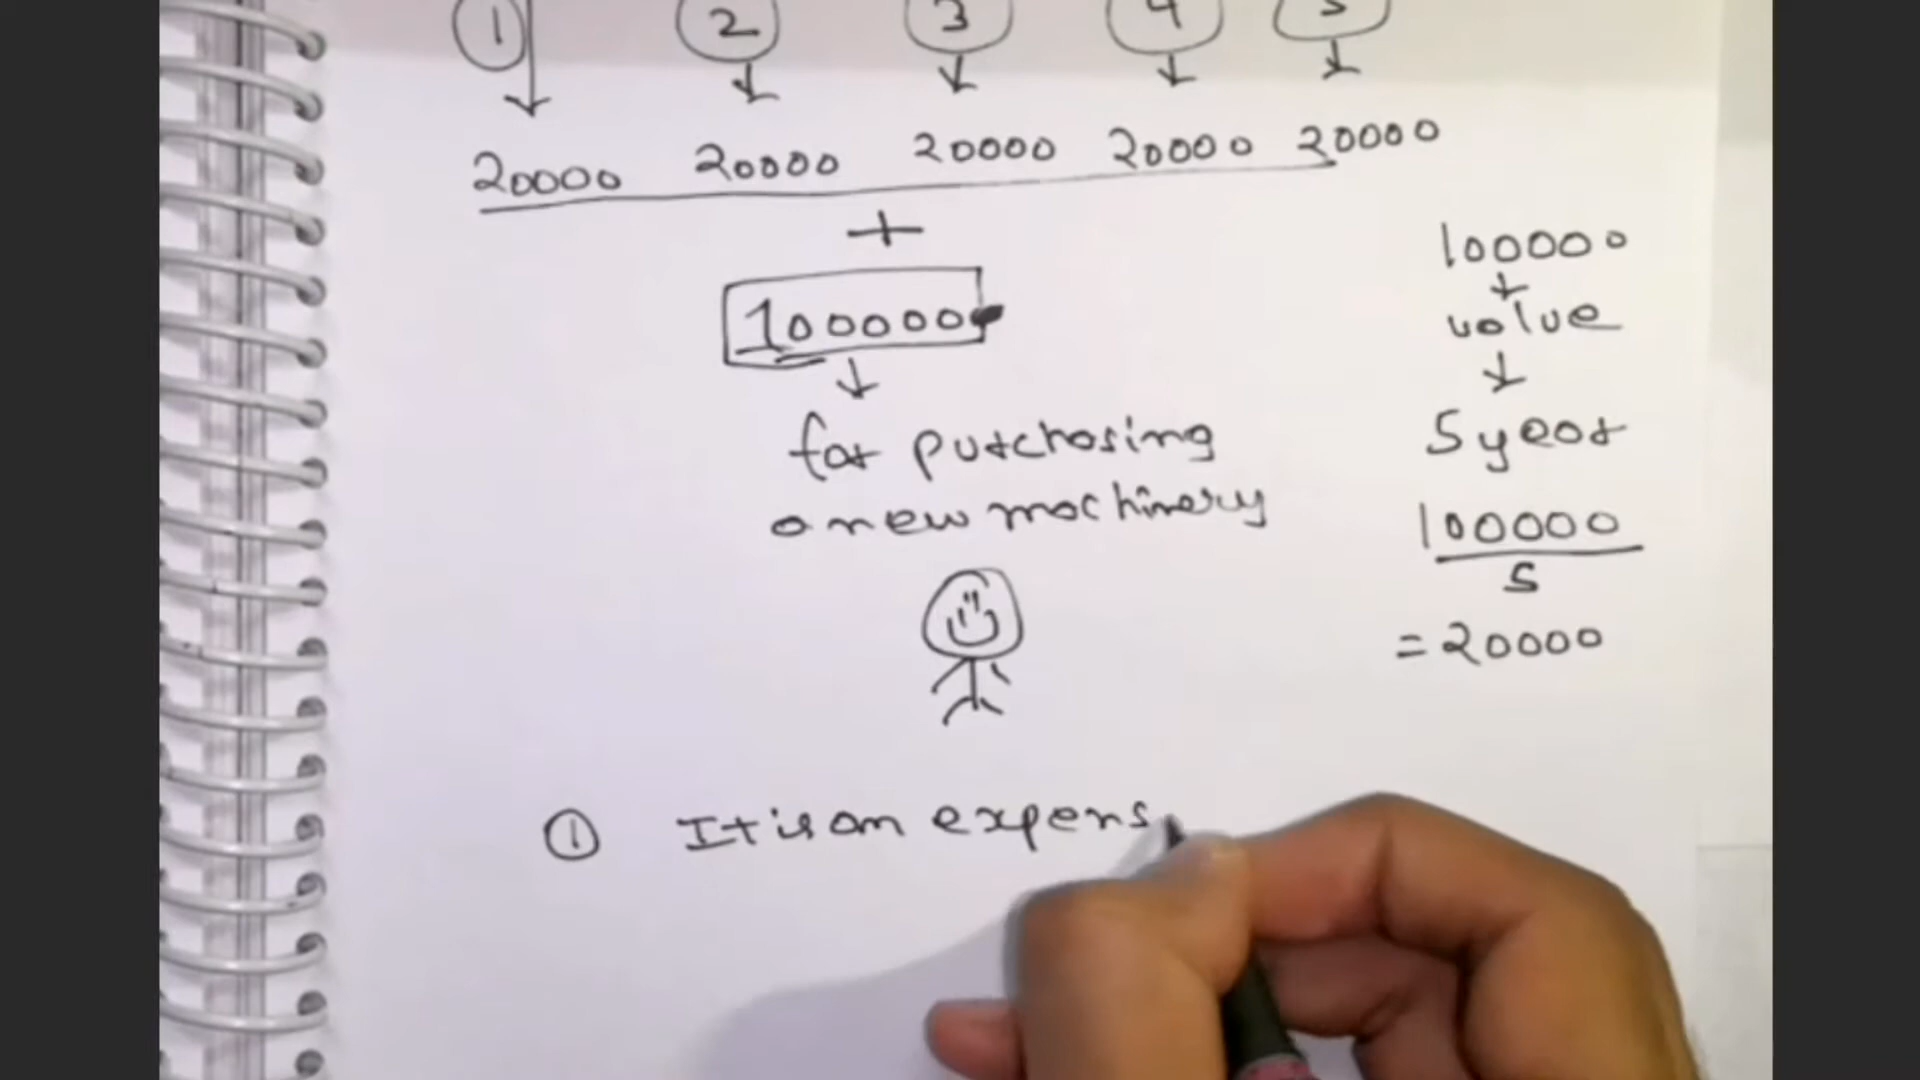 1 2 3 4 5
20000 20000 20000 20000 20000
+
100000
for purchasing
a new machinery
100000
value
5 year
100000
5
= 20000
1 It is an expens